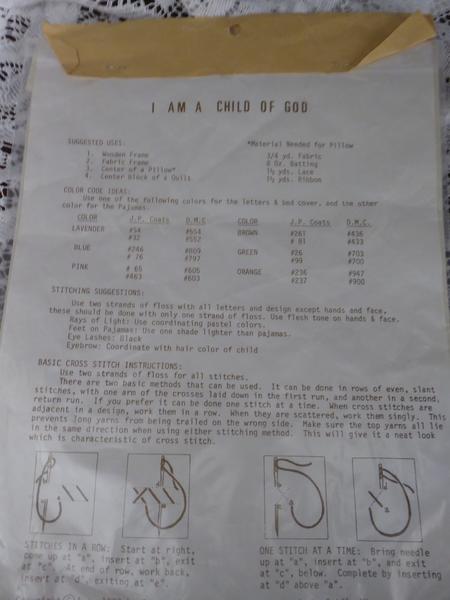 I AM A CHILD OF GOD
SUGGESTED USES:
1. Wooden Frame
2. Fabric Frame
3. Center of a Pillow*
4. Center Block of a Quilt
*Material Needed for Pillow
3/4 yd. Fabric
8 Oz. Batting
1½ yds. Lace
1½ yds. Ribbon
COLOR CODE IDEAS:
Use one of the following colors for the letters & bed cover, and the other
color for the Pajamas.
COLOR J.P. Coats D.M.C. COLOR J.P. Coats D.M.C.
LAVENDER #54 #554 BROWN #261 #436
#32 #552 # 81 #433
BLUE #246 #809 GREEN #26 #703
# 76 #797 #99 #700
PINK # 65 #605 ORANGE #236 #947
#463 #603 #237 #900
STITCHING SUGGESTIONS:
Use two strands of floss with all letters and design except hands and face,
these should be done with only one strand of floss. Use flesh tone on hands & face.
Rays of Light: Use coordinating pastel colors.
Feet on Pajamas: Use one shade lighter than pajamas.
Eye Lashes: Black
Eyebrow: Coordinate with hair color of child
BASIC CROSS STITCH INSTRUCTIONS:
Use two strands of floss for all stitches.
There are two basic methods that can be used. It can be done in rows of even, slant
stitches, with one arm of the crosses laid down in the first run, and another in a second,
return run. If you prefer it can be done one stitch at a time. When cross stitches are
adjacent in a design, work them in a row. When they are scattered, work them singly. This
prevents long yarns from being trailed on the wrong side. Make sure the top yarns all lie
in the same direction when using either stitching method. This will give it a neat look
which is characteristic of cross stitch.
STITCHES IN A ROW: Start at right,
come up at "a", insert at "b", exit
at "c". At end of row, work back,
insert at "d", exiting at "e".
ONE STITCH AT A TIME: Bring needle
up at "a", insert at "b", and exit
at "c", below. Complete by inserting
at "d" above "a".